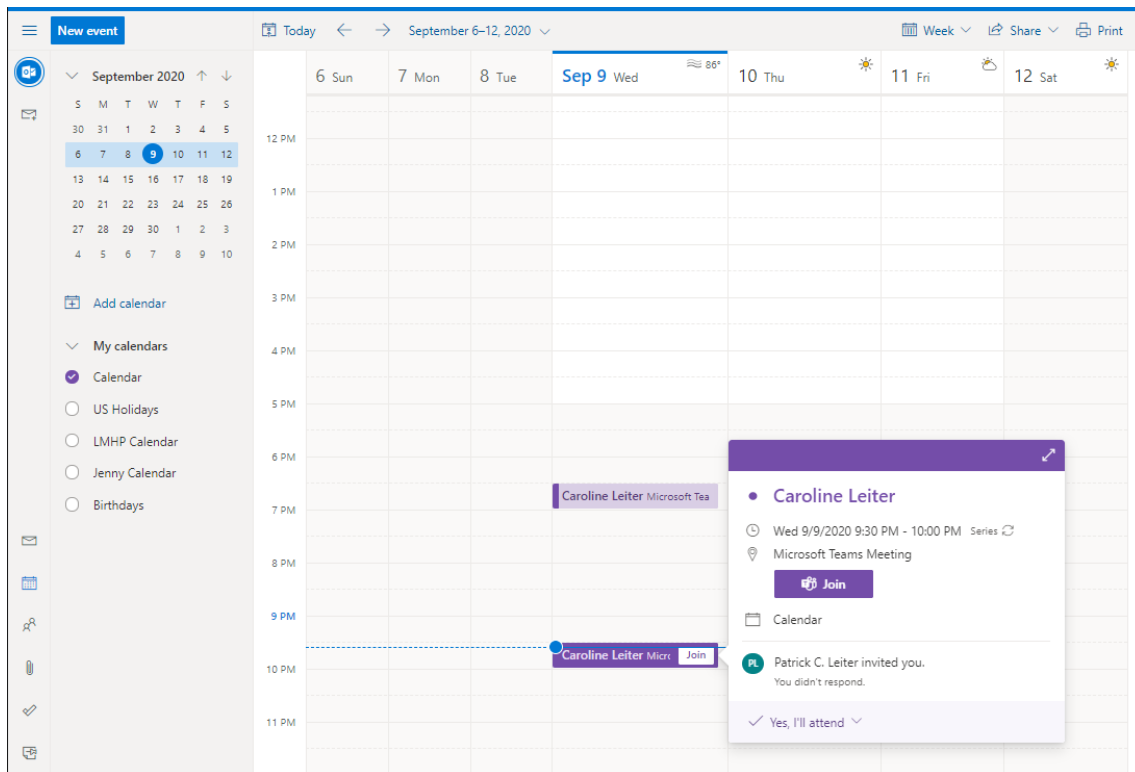 New event
Today
September 6–12, 2020
Week
Share
Print
September 2020
S M T W T F S
30 31 1 2 3 4 5
6 7 8 9 10 11 12
13 14 15 16 17 18 19
20 21 22 23 24 25 26
27 28 29 30 1 2 3
4 5 6 7 8 9 10
Add calendar
My calendars
Calendar
US Holidays
LMHP Calendar
Jenny Calendar
Birthdays
6 Sun
7 Mon
8 Tue
Sep 9 Wed
86°
10 Thu
11 Fri
12 Sat
12 PM
1 PM
2 PM
3 PM
4 PM
5 PM
6 PM
7 PM
8 PM
9 PM
10 PM
11 PM
Caroline Leiter Microsoft Tea
Caroline Leiter Micrc Join
Caroline Leiter
Wed 9/9/2020 9:30 PM - 10:00 PM Series
Microsoft Teams Meeting
Join
Calendar
PL
Patrick C. Leiter invited you.
You didn't respond.
Yes, I'll attend